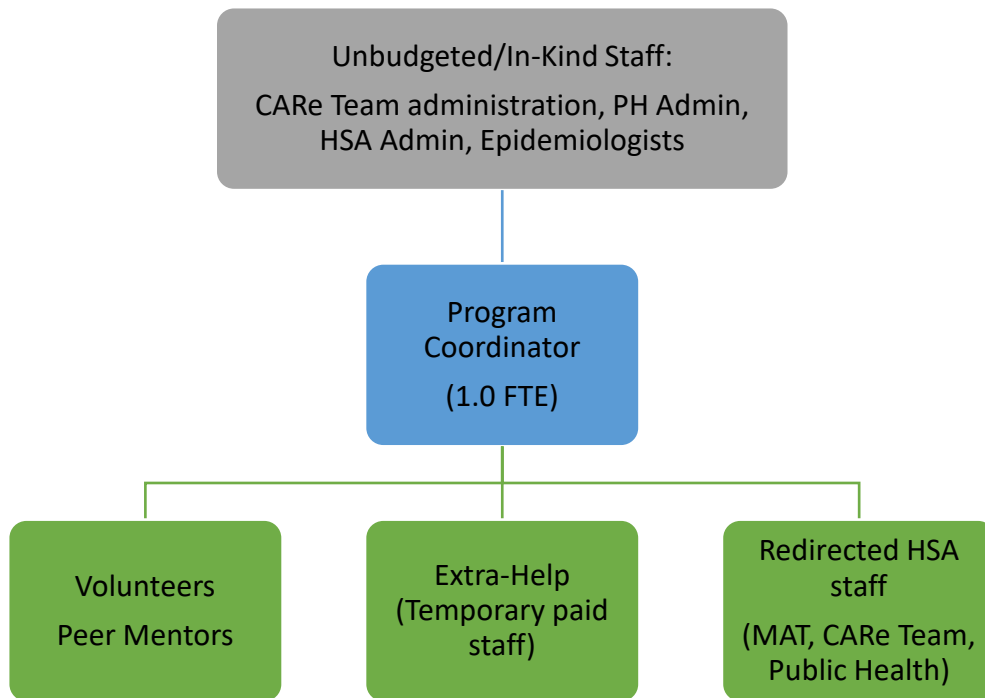 Unbudgeted/In-Kind Staff:
CARe Team administration, PH Admin,
HSA Admin, Epidemiologists
Program
Coordinator
(1.0 FTE)
Volunteers
Peer Mentors
Extra-Help
(Temporary paid
staff)
Redirected HSA
staff
(MAT, CARe Team,
Public Health)